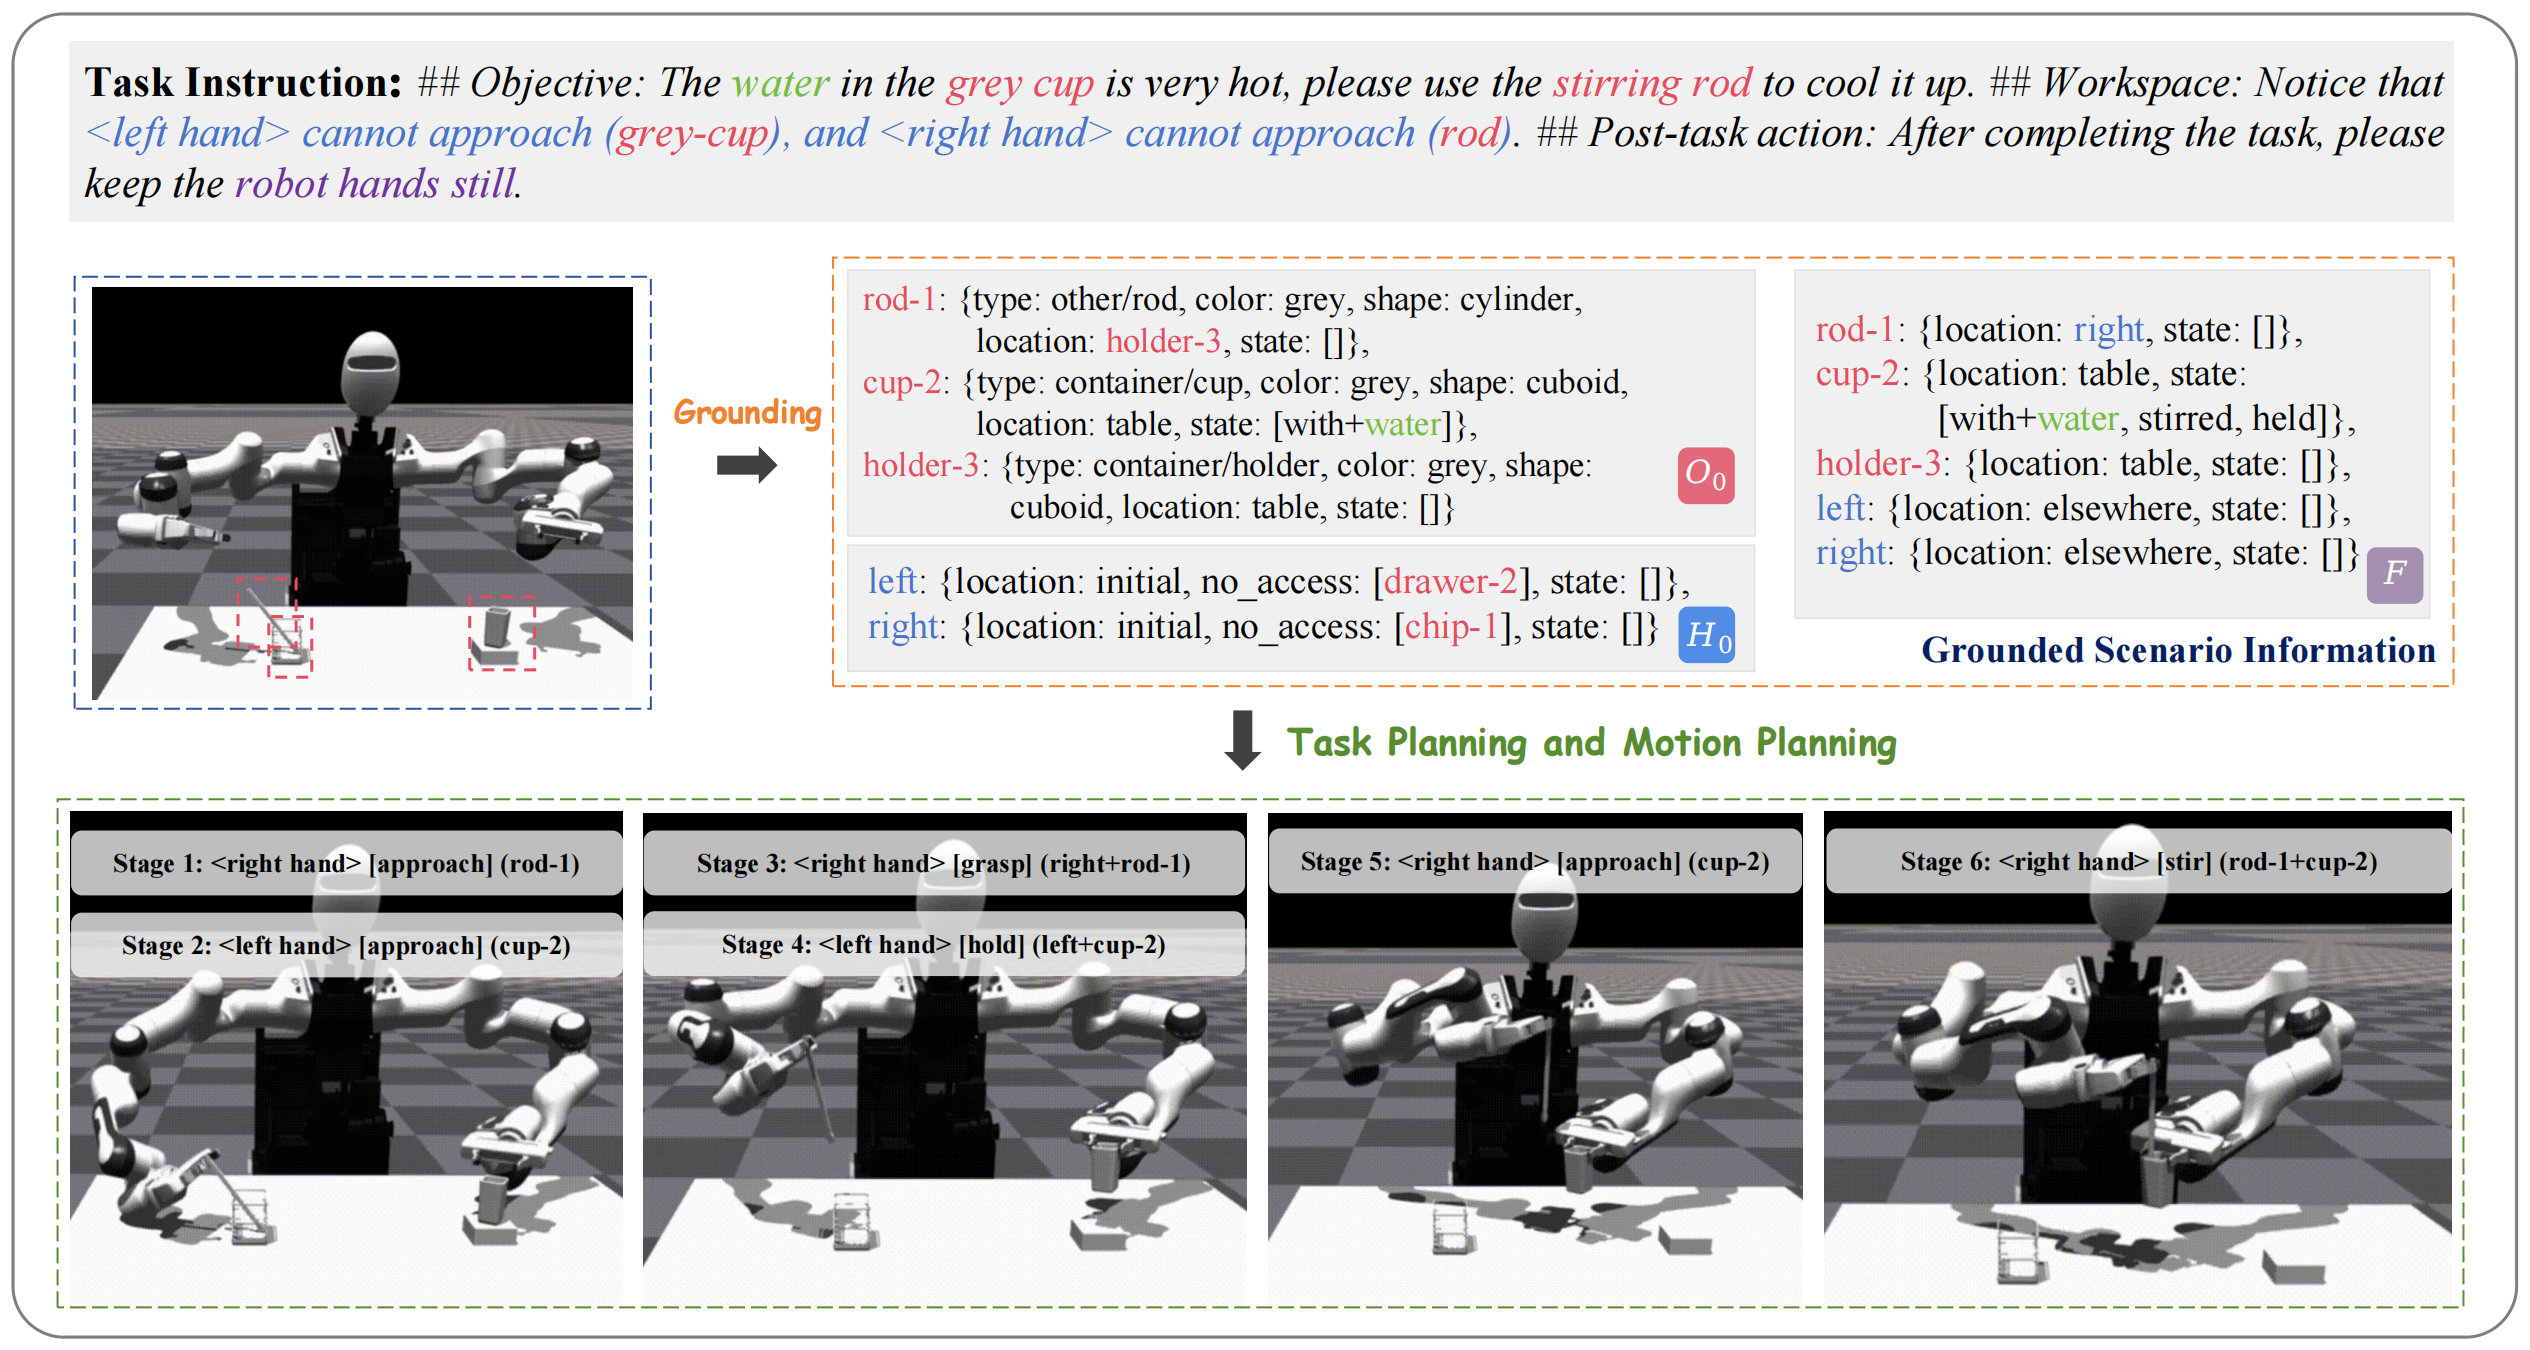 Task Instruction: ## Objective: The water in the grey cup is very hot, please use the stirring rod to cool it up. ## Workspace: Notice that
<left hand> cannot approach (grey-cup), and <right hand> cannot approach (rod). ## Post-task action: After completing the task, please
keep the robot hands still.
Grounding
rod-1: {type: other/rod, color: grey, shape: cylinder,
location: holder-3, state: []},
cup-2: {type: container/cup, color: grey, shape: cuboid,
location: table, state: [with+water]},
holder-3: {type: container/holder, color: grey, shape:
cuboid, location: table, state: []}
O0
left: {location: initial, no_access: [drawer-2], state: []},
right: {location: initial, no_access: [chip-1], state: []}
H0
rod-1: {location: right, state: []},
cup-2: {location: table, state:
[with+water, stirred, held]},
holder-3: {location: table, state: []},
left: {location: elsewhere, state: []},
right: {location: elsewhere, state: []}
F
Grounded Scenario Information
Task Planning and Motion Planning
Stage 1: <right hand> [approach] (rod-1)
Stage 2: <left hand> [approach] (cup-2)
Stage 3: <right hand> [grasp] (right+rod-1)
Stage 4: <left hand> [hold] (left+cup-2)
Stage 5: <right hand> [approach] (cup-2)
Stage 6: <right hand> [stir] (rod-1+cup-2)